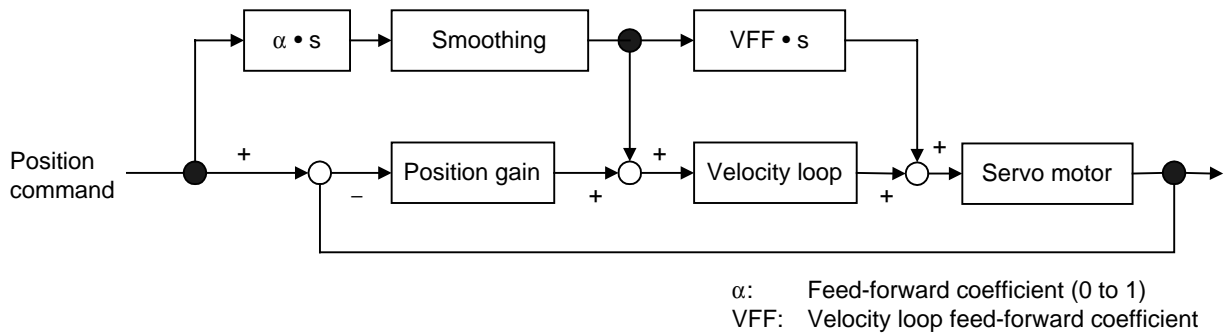 α • s
Smoothing
VFF • s
Position
command
+
−
Position gain
+
+
Velocity loop
+
+
Servo motor
α: Feed-forward coefficient (0 to 1)
VFF: Velocity loop feed-forward coefficient